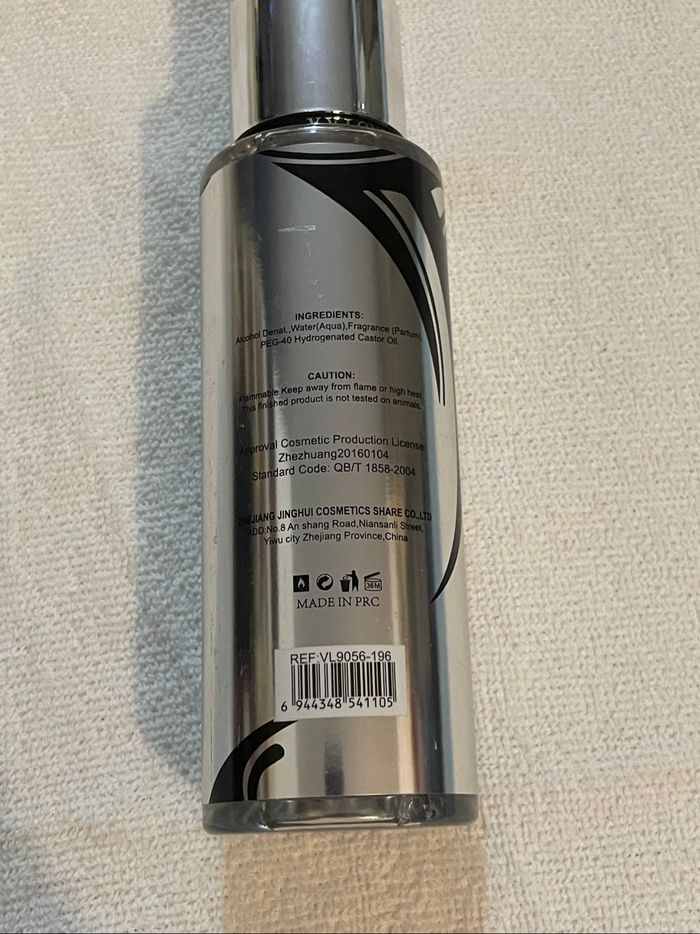 INGREDIENTS:
Alcohol Denat.,Water(Aqua),Fragrance (Parfum),
PEG-40 Hydrogenated Castor Oil.
CAUTION:
Flammable.Keep away from flame or high heat.
This finished product is not tested on animals.
Approval Cosmetic Production License:
Zhezhuang20160104
Standard Code: QB/T 1858-2004
ZHEJIANG JINGHUI COSMETICS SHARE CO.,LTD
ADD:No.8 An shang Road,Niansanli Street,
Yiwu city Zhejiang Province,China
36M
MADE IN PRC
REF:VL9056-196
6 944348 541105